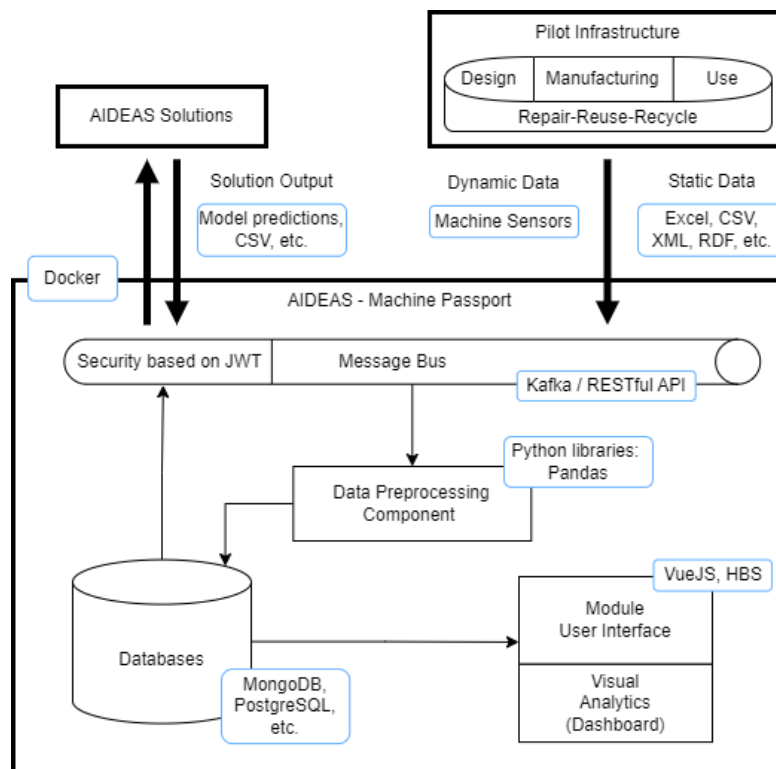 Pilot Infrastructure
Design
Manufacturing
Use
Repair-Reuse-Recycle
AIDEAS Solutions
Solution Output
Model predictions,
CSV, etc.
Dynamic Data
Machine Sensors
Static Data
Excel, CSV,
XML, RDF, etc.
Docker
AIDEAS - Machine Passport
Security based on JWT
Message Bus
Kafka / RESTful API
Python libraries:
Pandas
Data Preprocessing
Component
VueJS, HBS
Module
User Interface
Databases
MongoDB,
PostgreSQL,
etc.
Visual
Analytics
(Dashboard)